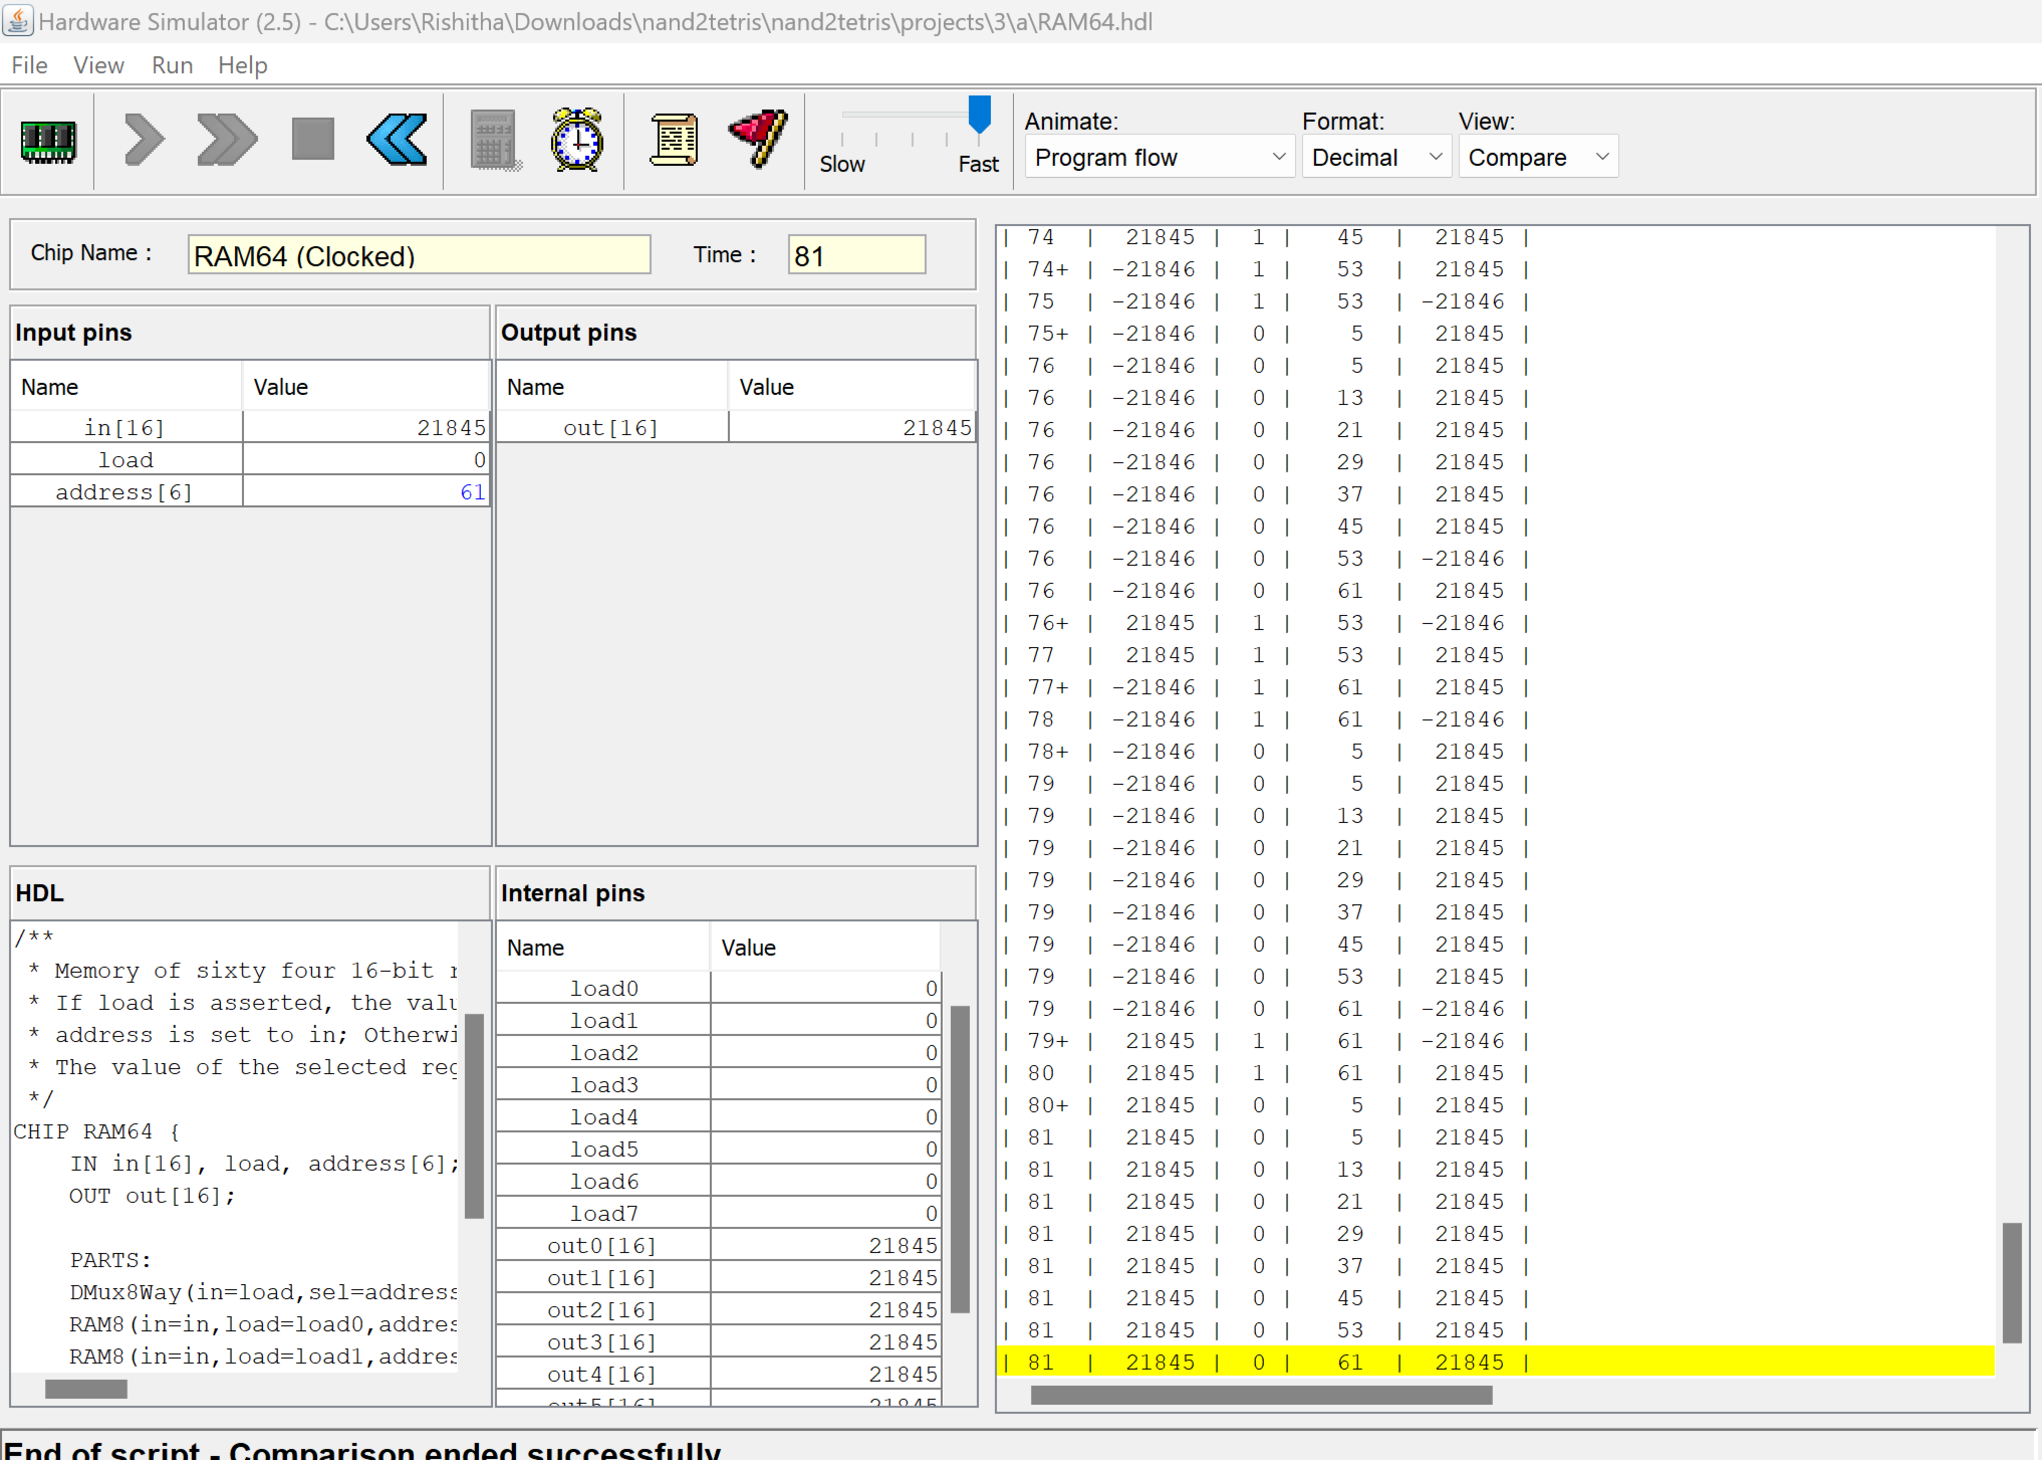 Hardware Simulator (2.5) - C:\Users\Rishitha\Downloads\nand2tetris\nand2tetris\projects\3\a\RAM64.hdl
File View Run Help
Slow Fast
Animate: Format: View:
Program flow Decimal Compare
Chip Name : RAM64 (Clocked) Time : 81
Input pins
Name Value
in[16] 21845
load 0
address[6] 61
Output pins
Name Value
out[16] 21845
HDL
/**
* Memory of sixty four 16-bit
* If load is asserted, the
* address is set to in;
* The value of the selected
*/
CHIP RAM64 {
IN in[16], load, address[6];
OUT out[16];
PARTS:
DMux8Way(in=load,sel=address
RAM8(in=in,load=load0,addres
RAM8(in=in,load=load1,addres
Internal pins
Name Value
load0 0
load1 0
load2 0
load3 0
load4 0
load5 0
load6 0
load7 0
out0[16] 21845
out1[16] 21845
out2[16] 21845
out3[16] 21845
out4[16] 21845
out5[16] 21845
| 74 | 21845 | 1 | 45 | 21845 |
| 74+ | -21846 | 1 | 53 | 21845 |
| 75 | -21846 | 1 | 53 | -21846 |
| 75+ | -21846 | 0 | 5 | 21845 |
| 76 | -21846 | 0 | 5 | 21845 |
| 76 | -21846 | 0 | 13 | 21845 |
| 76 | -21846 | 0 | 21 | 21845 |
| 76 | -21846 | 0 | 29 | 21845 |
| 76 | -21846 | 0 | 37 | 21845 |
| 76 | -21846 | 0 | 45 | 21845 |
| 76 | -21846 | 0 | 53 | -21846 |
| 76 | -21846 | 0 | 61 | 21845 |
| 76+ | 21845 | 1 | 53 | -21846 |
| 77 | 21845 | 1 | 53 | 21845 |
| 77+ | -21846 | 1 | 61 | 21845 |
| 78 | -21846 | 1 | 61 | -21846 |
| 78+ | -21846 | 0 | 5 | 21845 |
| 79 | -21846 | 0 | 5 | 21845 |
| 79 | -21846 | 0 | 13 | 21845 |
| 79 | -21846 | 0 | 21 | 21845 |
| 79 | -21846 | 0 | 29 | 21845 |
| 79 | -21846 | 0 | 37 | 21845 |
| 79 | -21846 | 0 | 45 | 21845 |
| 79 | -21846 | 0 | 53 | 21845 |
| 79 | -21846 | 0 | 61 | -21846 |
| 79+ | 21845 | 1 | 61 | -21846 |
| 80 | 21845 | 1 | 61 | 21845 |
| 80+ | 21845 | 0 | 5 | 21845 |
| 81 | 21845 | 0 | 5 | 21845 |
| 81 | 21845 | 0 | 13 | 21845 |
| 81 | 21845 | 0 | 21 | 21845 |
| 81 | 21845 | 0 | 29 | 21845 |
| 81 | 21845 | 0 | 37 | 21845 |
| 81 | 21845 | 0 | 45 | 21845 |
| 81 | 21845 | 0 | 53 | 21845 |
| 81 | 21845 | 0 | 61 | 21845 |
End of script - Comparison ended successfully